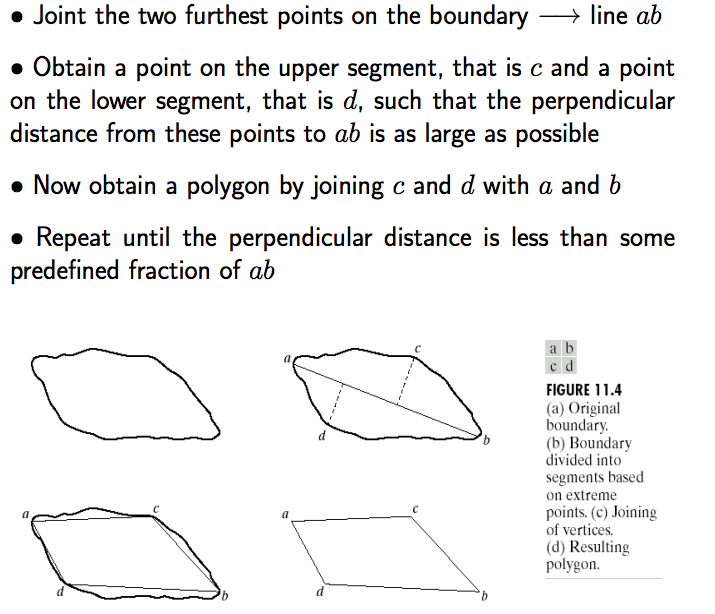 • Joint the two furthest points on the boundary ⟶ line ab
• Obtain a point on the upper segment, that is c and a point
on the lower segment, that is d, such that the perpendicular
distance from these points to ab is as large as possible
• Now obtain a polygon by joining c and d with a and b
• Repeat until the perpendicular distance is less than some
predefined fraction of ab
a
c
d
b
a
c
d
b
a
c
d
b
a b
c d
FIGURE 11.4
(a) Original
boundary.
(b) Boundary
divided into
segments based
on extreme
points. (c) Joining
of vertices.
(d) Resulting
polygon.